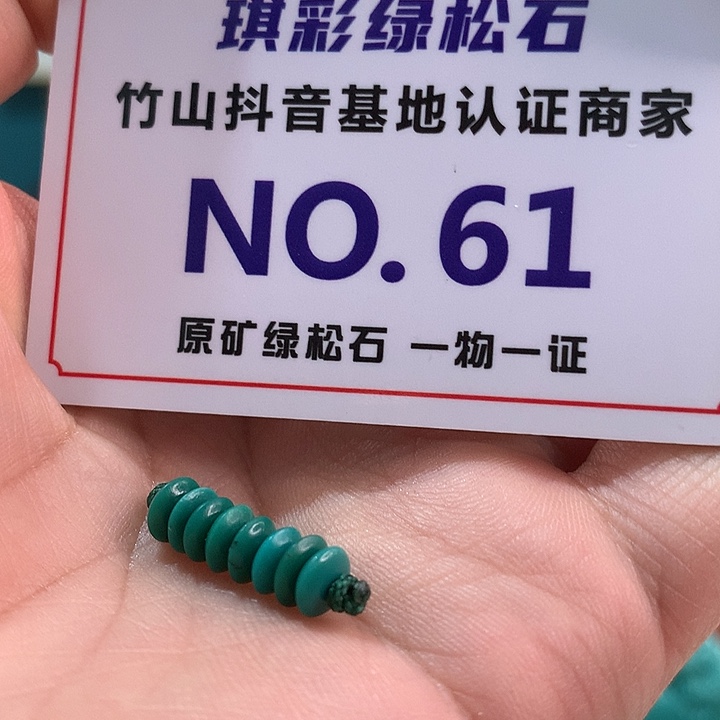 琪彩绿松石
竹山抖音基地认证商家
NO.61
原矿绿松石 一物一证